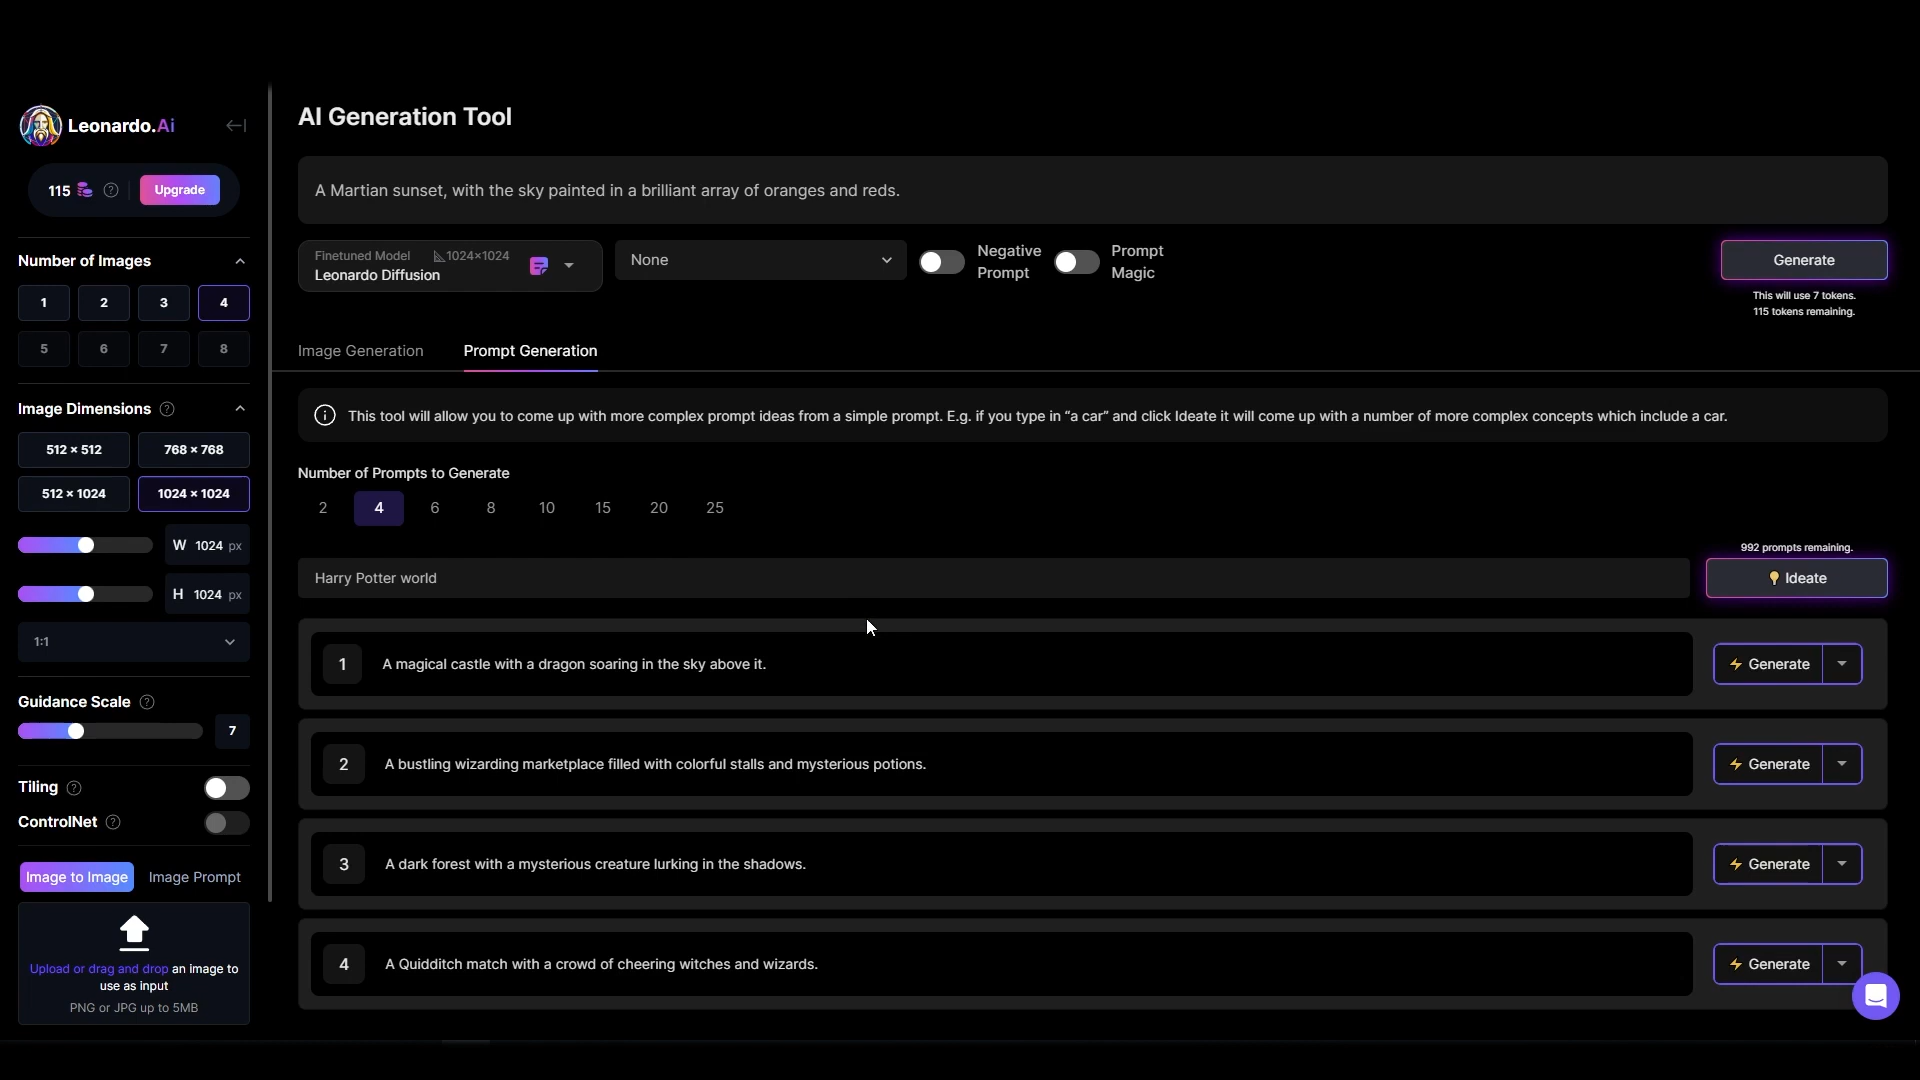 Leonardo.Ai
115
Upgrade
Number of Images
1 2 3 4
5 6 7 8
Image Dimensions
512 × 512 768 × 768
512 × 1024 1024 × 1024
W 1024 px
H 1024 px
1:1
Guidance Scale
7
Tiling
ControlNet
Image to Image Image Prompt
Upload or drag and drop an image to
use as input
PNG or JPG up to 5MB
AI Generation Tool
A Martian sunset, with the sky painted in a brilliant array of oranges and reds.
Finetuned Model 1024×1024
Leonardo Diffusion
None
Negative
Prompt
Prompt
Magic
Generate
This will use 7 tokens.
115 tokens remaining.
Image Generation Prompt Generation
This tool will allow you to come up with more complex prompt ideas from a simple prompt. E.g. if you type in “a car” and click Ideate it will come up with a number of more complex concepts which include a car.
Number of Prompts to Generate
2 4 6 8 10 15 20 25
992 prompts remaining.
Harry Potter world
Ideate
1 A magical castle with a dragon soaring in the sky above it. Generate
2 A bustling wizarding marketplace filled with colorful stalls and mysterious potions. Generate
3 A dark forest with a mysterious creature lurking in the shadows. Generate
4 A Quidditch match with a crowd of cheering witches and wizards. Generate